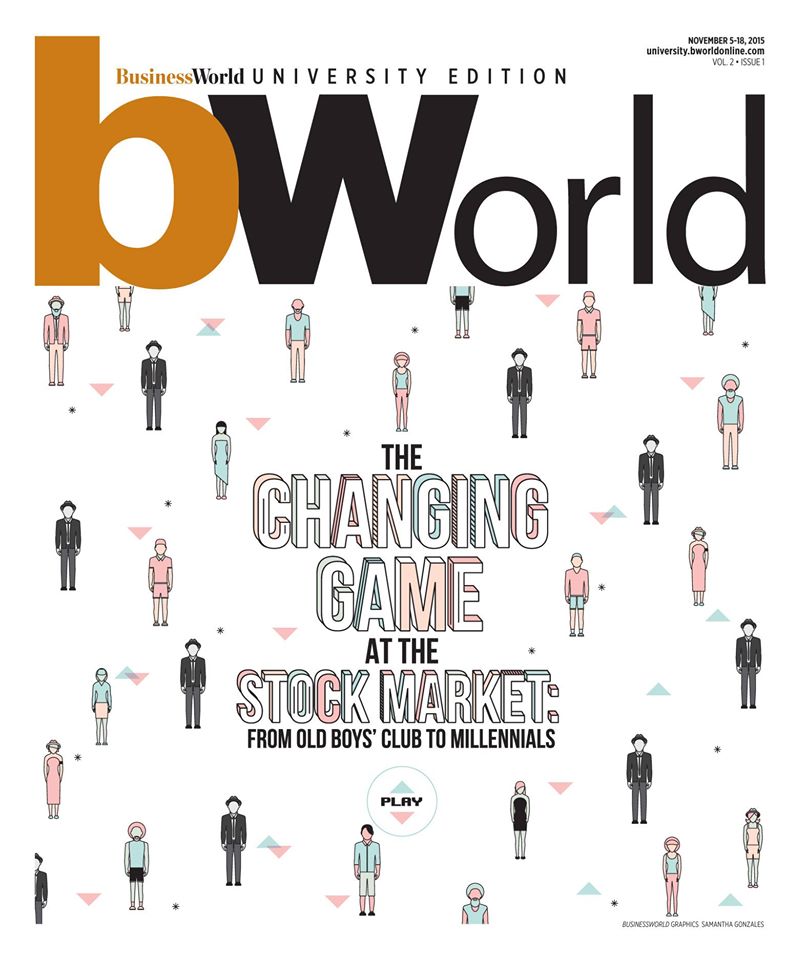 NOVEMBER 5-18, 2015
university.bworldonline.com
VOL. 2 • ISSUE 1
BusinessWorld UNIVERSITY EDITION
bWorld
THE
CHANGING
GAME
AT THE
STOCK MARKET:
FROM OLD BOYS' CLUB TO MILLENNIALS
PLAY
BUSINESSWORLD GRAPHICS SAMANTHA GONZALES